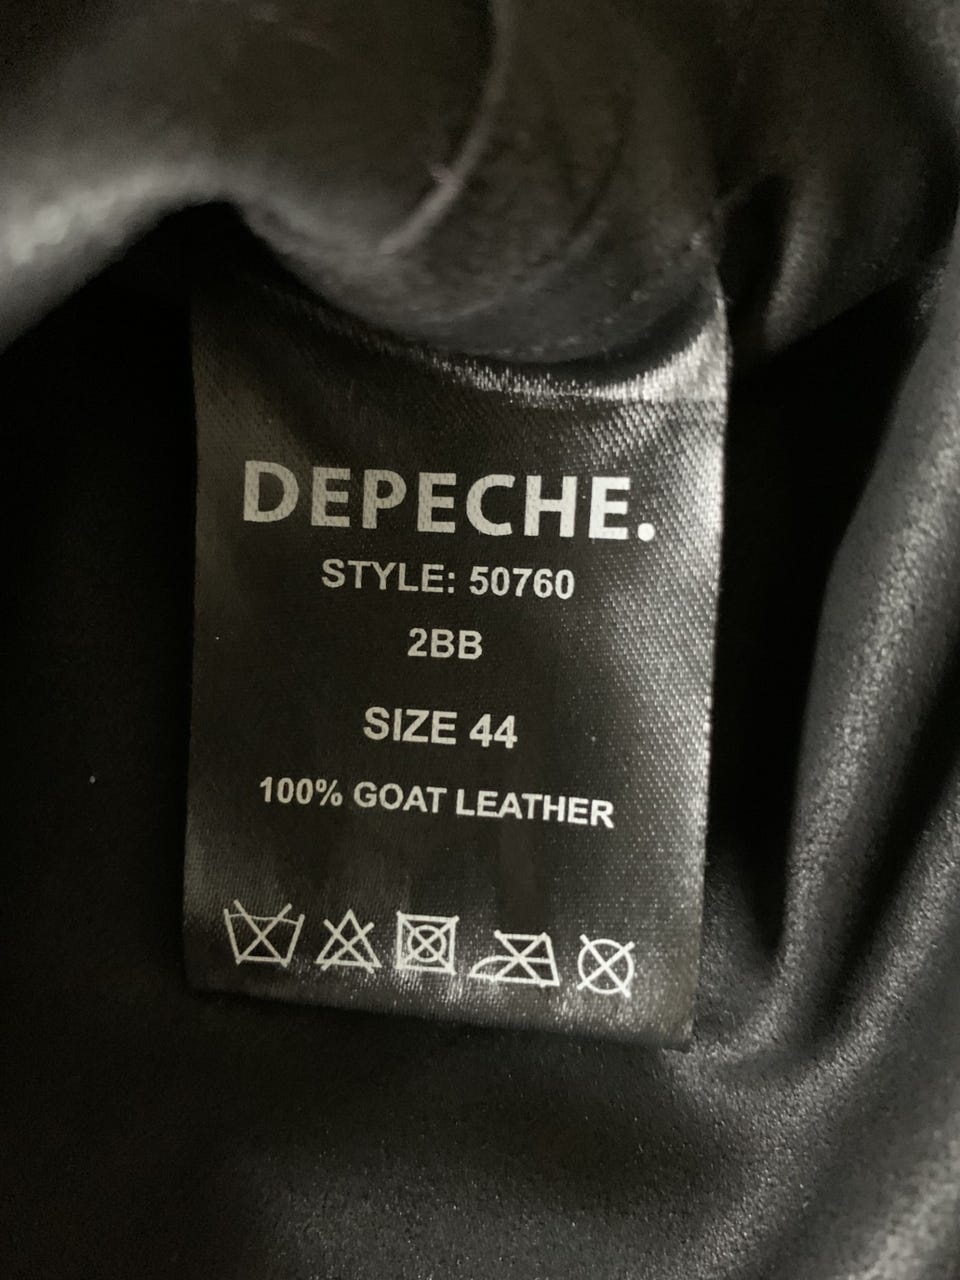 DEPECHE.
STYLE: 50760
2BB
SIZE 44
100% GOAT LEATHER